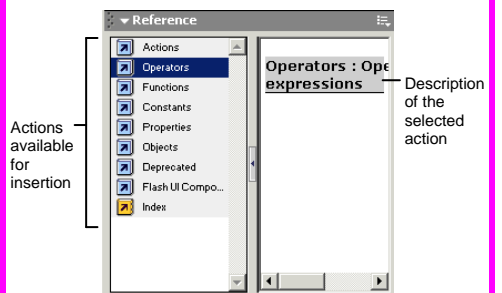 Reference
Actions
Operators
Functions
Constants
Properties
Objects
Deprecated
Flash UI Compo...
Index
Operators : Ope
expressions
Actions
available
for
insertion
Description
of the
selected
action